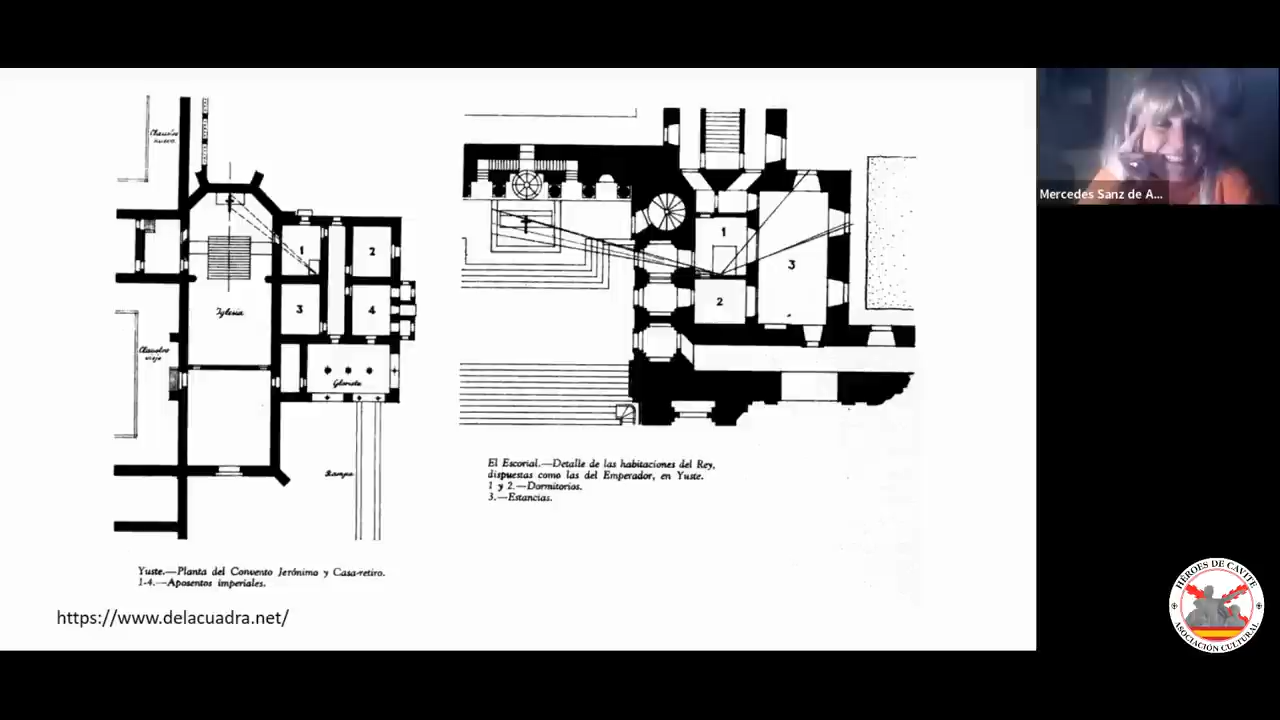 Claustro nuevo.
Iglesia
Claustro viejo
1
2
3
4
Glorieta
Rampa
Yuste.—Planta del Convento Jerónimo y Casa-retiro.
1-4.—Aposentos imperiales.
https://www.delacuadra.net/
1
2
3
El Escorial.—Detalle de las habitaciones del Rey,
dispuestas como las del Emperador, en Yuste.
1 y 2.—Dormitorios.
3.—Estancias.
Mercedes Sanz de A...
HÉROES DE CAVITE
ASOCIACIÓN CULTURAL